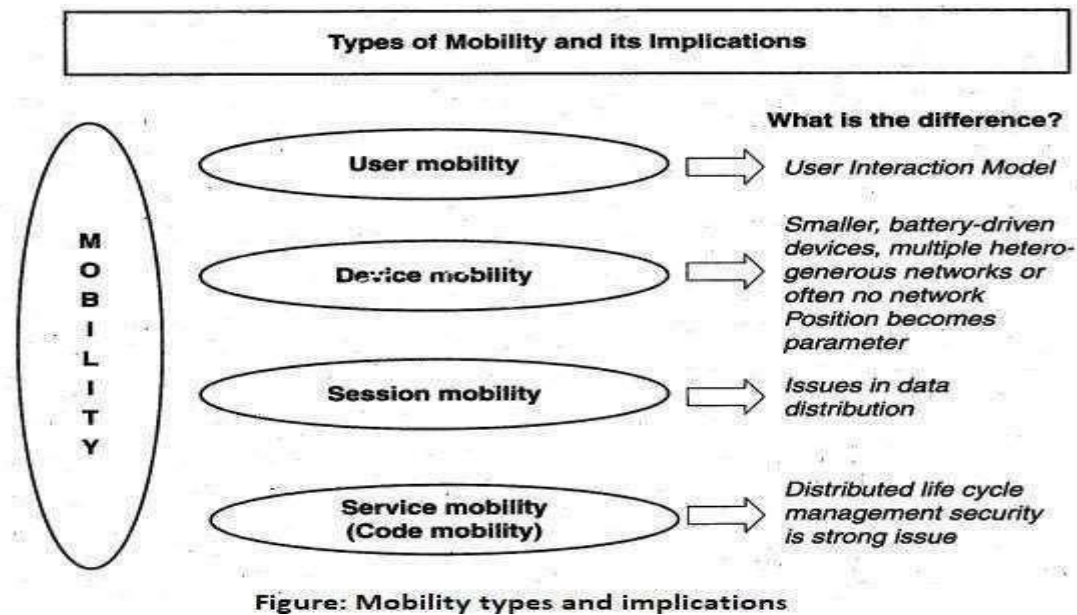 Types of Mobility and its Implications
What is the difference?
MOBILITY
User mobility
User Interaction Model
Device mobility
Smaller, battery-driven
devices, multiple hetero-
generous networks or
often no network
Position becomes
parameter
Session mobility
Issues in data
distribution
Service mobility
(Code mobility)
Distributed life cycle
management security
is strong issue
Figure: Mobility types and implications